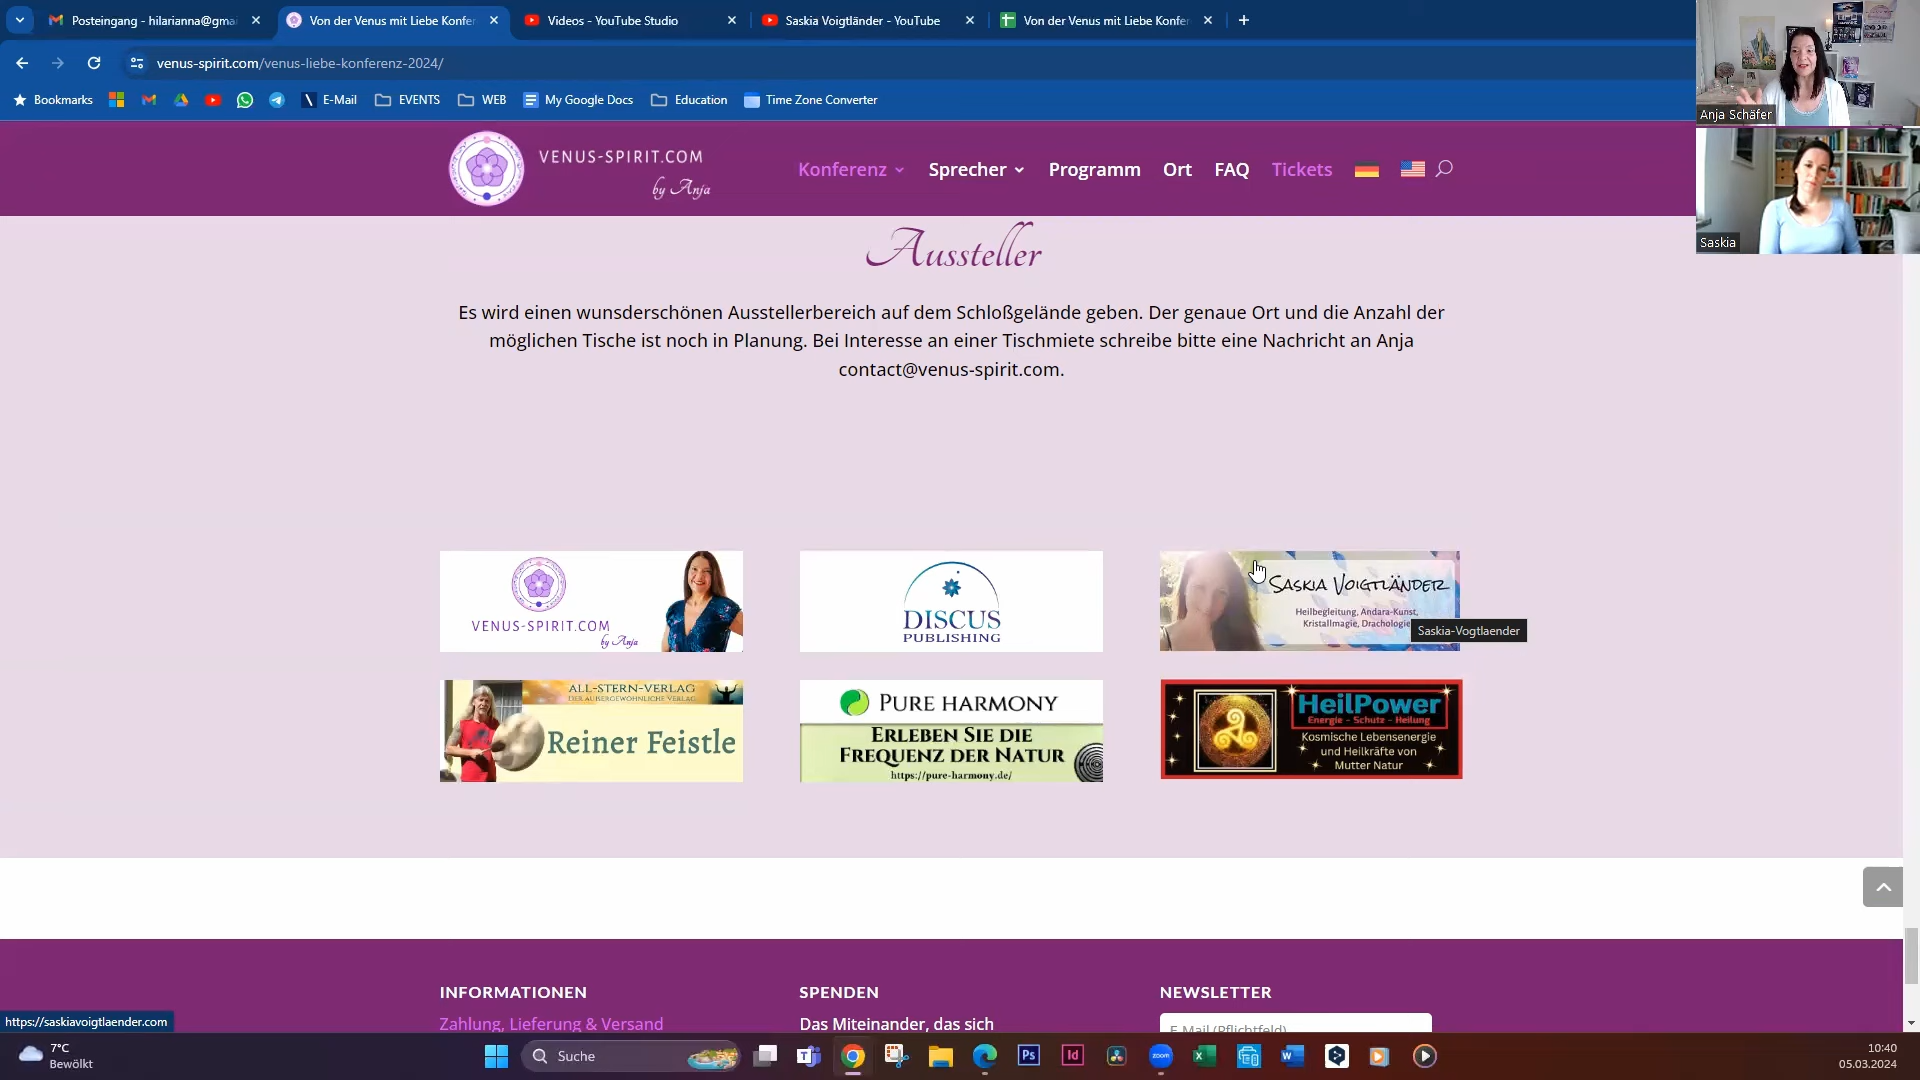 Posteingang - hilarianna@gma
Von der Venus mit Liebe Konfer
Videos - YouTube Studio
Saskia Voigtländer - YouTube
Von der Venus mit Liebe Konfer
venus-spirit.com/venus-liebe-konferenz-2024/
Bookmarks
E-Mail
EVENTS
WEB
My Google Docs
Education
Time Zone Converter
Anja Schäfer
Saskia
VENUS-SPIRIT.COM
by Anja
Konferenz
Sprecher
Programm
Ort
FAQ
Tickets
Aussteller
Es wird einen wunsderschönen Ausstellerbereich auf dem Schloßgelände geben. Der genaue Ort und die Anzahl der
möglichen Tische ist noch in Planung. Bei Interesse an einer Tischmiete schreibe bitte eine Nachricht an Anja
contact@venus-spirit.com.
VENUS-SPIRIT.COM
by Anja
DISCUS
PUBLISHING
SASKIA VOIGTLÄNDER
Heilbegleitung, Andara-Kunst,
Kristallmagie, Drachologie
Saskia-Vogtlaender
ALL-STERN-VERLAG
DER AUßERGEWÖHNLICHE VERLAG
Reiner Feistle
PURE HARMONY
ERLEBEN SIE DIE
FREQUENZ DER NATUR
https://pure-harmony.de/
HeilPower
Energie - Schutz - Heilung
Kosmische Lebensenergie
und Heilkräfte von
Mutter Natur
INFORMATIONEN
Zahlung, Lieferung & Versand
SPENDEN
Das Miteinander, das sich
NEWSLETTER
E-Mail (Pflichtfeld)
https://saskiavoigtlaender.com
7°C
Bewölkt
Suche
10:40
05.03.2024